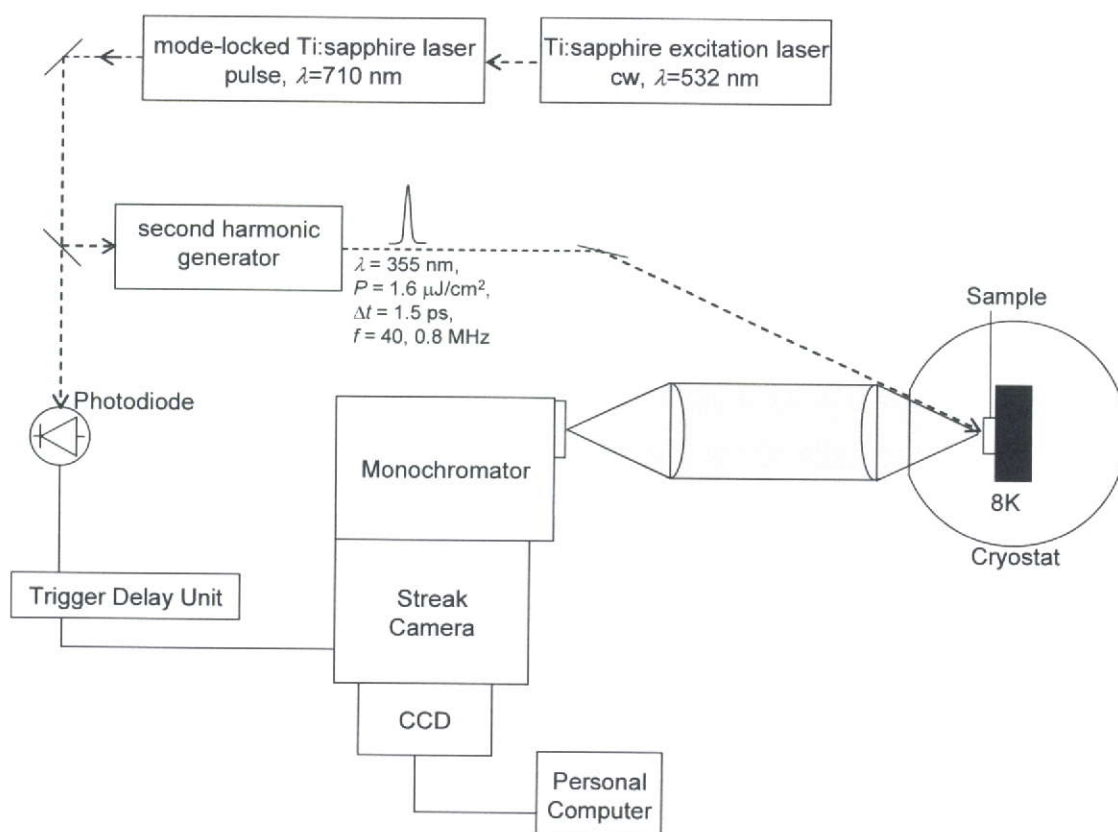 mode-locked Ti:sapphire laser
pulse, λ=710 nm
Ti:sapphire excitation laser
cw, λ=532 nm
second harmonic
generator
λ = 355 nm,
P = 1.6 μJ/cm²,
Δt = 1.5 ps,
f = 40, 0.8 MHz
Sample
Photodiode
Monochromator
8K
Cryostat
Trigger Delay Unit
Streak
Camera
CCD
Personal
Computer